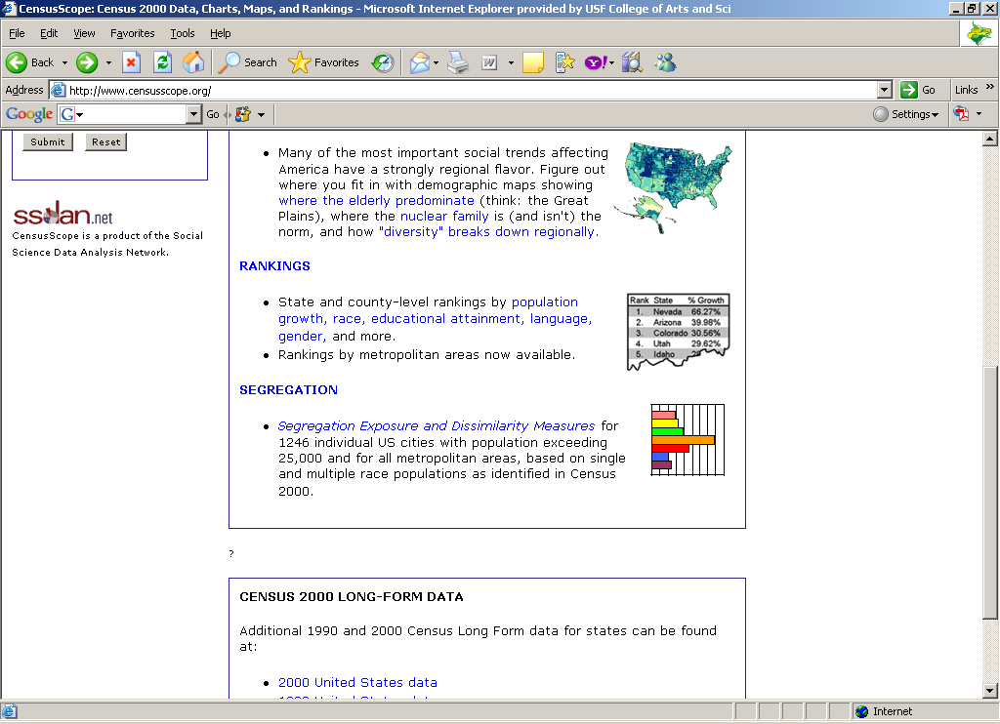 CensusScope: Census 2000 Data, Charts, Maps, and Rankings - Microsoft Internet Explorer provided by USF College of Arts and Sci
File Edit View Favorites Tools Help
Back Search Favorites
Address http://www.censusscope.org/ Go Links »
Google G Go Settings
Submit Reset
ssdan.net
CensusScope is a product of the Social
Science Data Analysis Network.
• Many of the most important social trends affecting
America have a strongly regional flavor. Figure out
where you fit in with demographic maps showing
where the elderly predominate (think: the Great
Plains), where the nuclear family is (and isn't) the
norm, and how "diversity" breaks down regionally.
RANKINGS
• State and county-level rankings by population
growth, race, educational attainment, language,
gender, and more.
• Rankings by metropolitan areas now available.
Rank State % Growth
1. Nevada 66.27%
2. Arizona 39.98%
3. Colorado 30.56%
4. Utah 29.62%
5. Idaho
SEGREGATION
• Segregation Exposure and Dissimilarity Measures for
1246 individual US cities with population exceeding
25,000 and for all metropolitan areas, based on single
and multiple race populations as identified in Census
2000.
?
CENSUS 2000 LONG-FORM DATA
Additional 1990 and 2000 Census Long Form data for states can be found
at:
• 2000 United States data
Internet